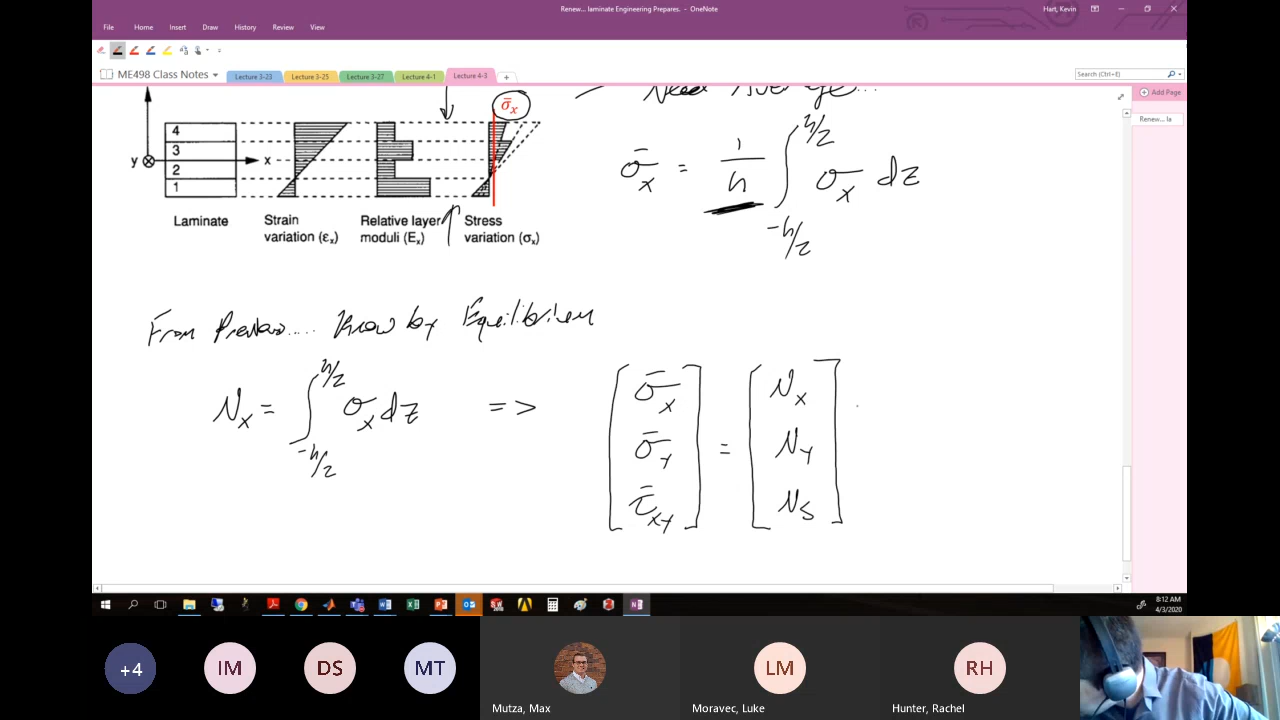 Renew... laminate Engineering Prepares. - OneNote
Hart, Kevin
File Home Insert Draw History Review View
ME498 Class Notes
Lecture 3-23 Lecture 3-25 Lecture 3-27 Lecture 4-1 Lecture 4-3
Search (Ctrl+E)
Add Page
Renew... la
Need Average...
σ̄x
4
3
2
1
y x
Laminate
Strain variation (εx)
Relative layer moduli (Ex)
Stress variation (σx)
σ̄x = 1/h ∫ -h/2 h/2 σx dz
From Previous.... Know by Equilibrium
Nx = ∫ -h/2 h/2 σx dz => [σ̄x σ̄y τ̄xy] = [Nx Ny Ns]
8:12 AM
4/3/2020
+4 IM DS MT LM RH
Mutza, Max Moravec, Luke Hunter, Rachel